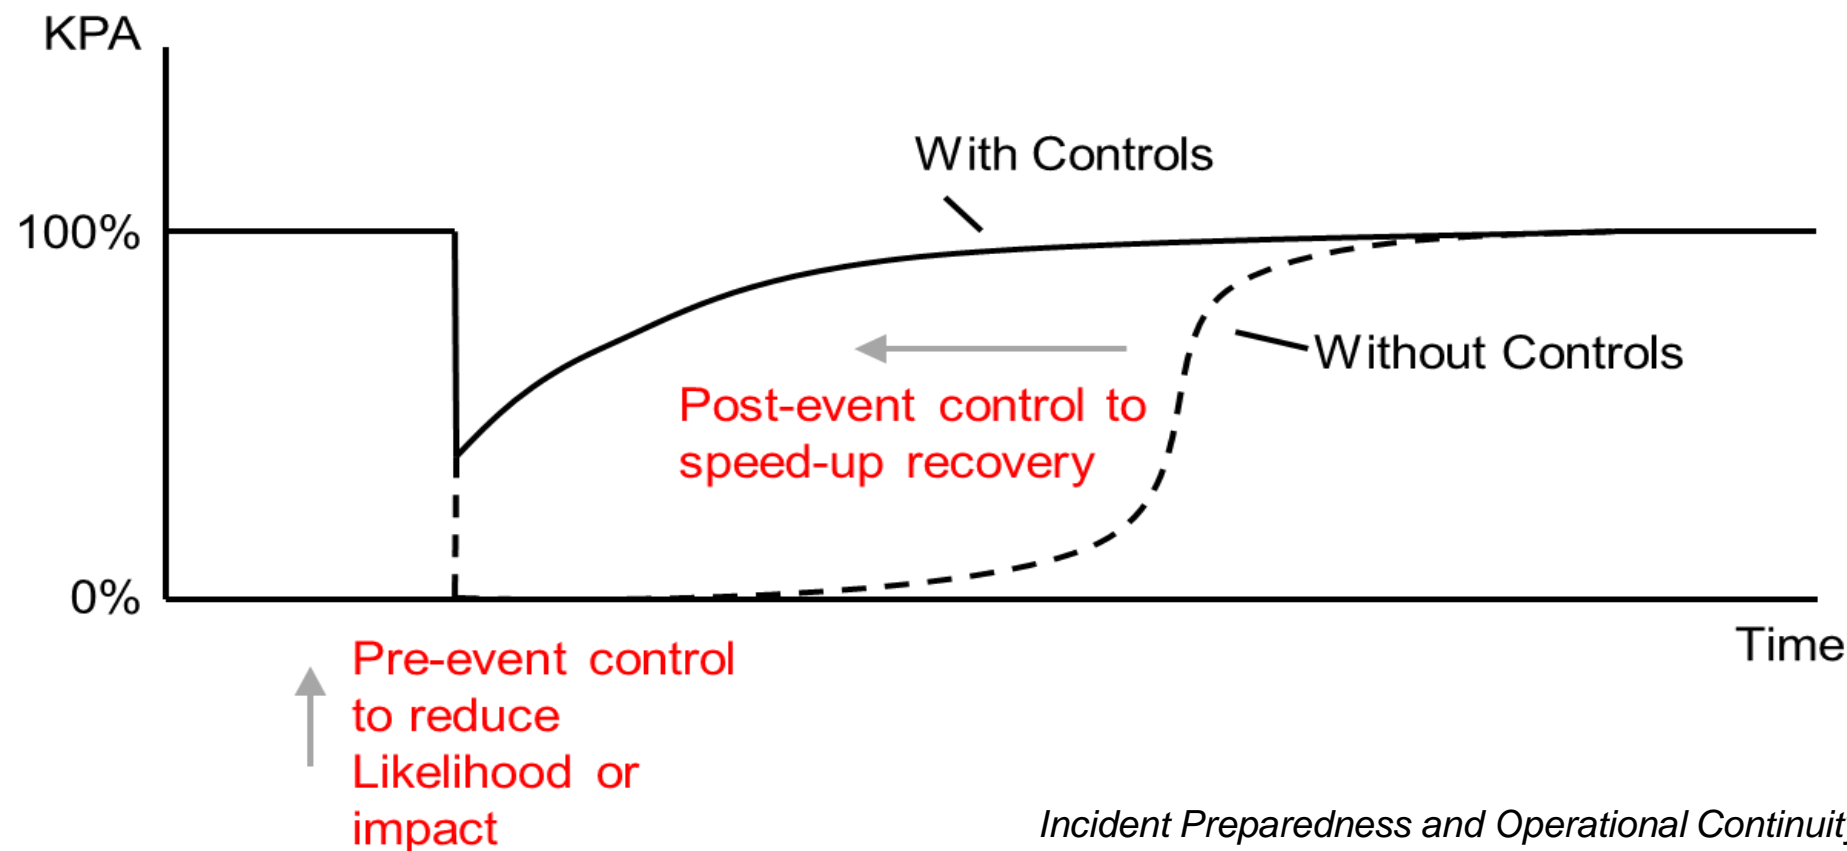 KPA
With Controls
100%
Without Controls
Post-event control to
speed-up recovery
0%
Time
Pre-event control
to reduce
Likelihood or
impact
Incident Preparedness and Operational